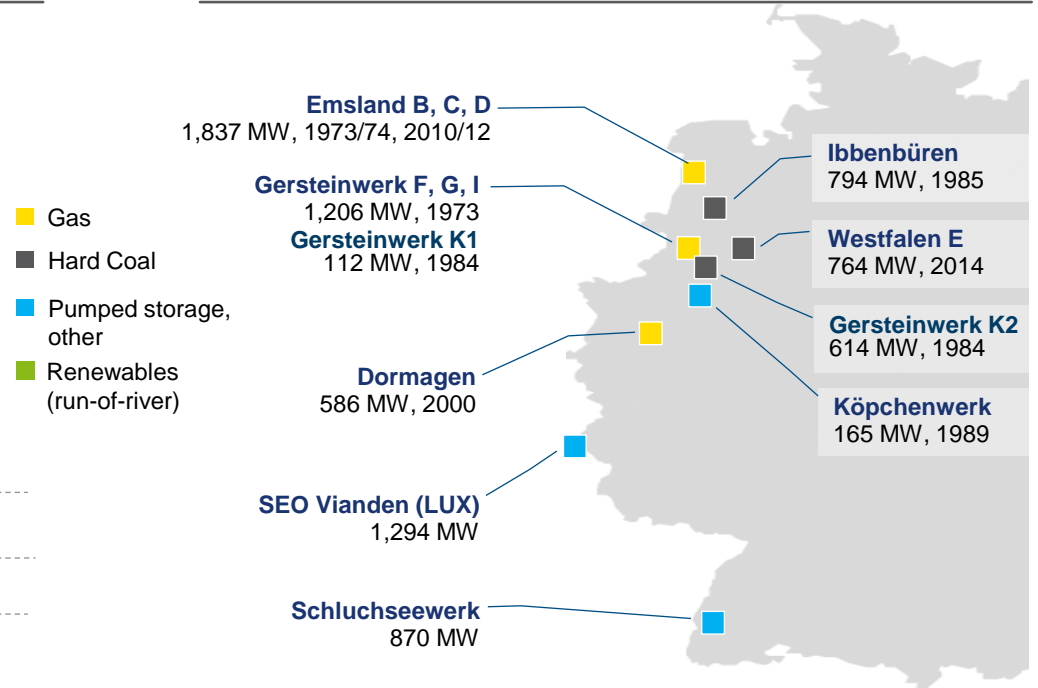 Emsland B, C, D
1,837 MW, 1973/74, 2010/12
Gersteinwerk F, G, I
1,206 MW, 1973
Gersteinwerk K1
112 MW, 1984
Gas
Hard Coal
Pumped storage,
other
Renewables
(run-of-river)
Dormagen
586 MW, 2000
SEO Vianden (LUX)
1,294 MW
Schluchseewerk
870 MW
Ibbenbüren
794 MW, 1985
Westfalen E
764 MW, 2014
Gersteinwerk K2
614 MW, 1984
Köpchenwerk
165 MW, 1989